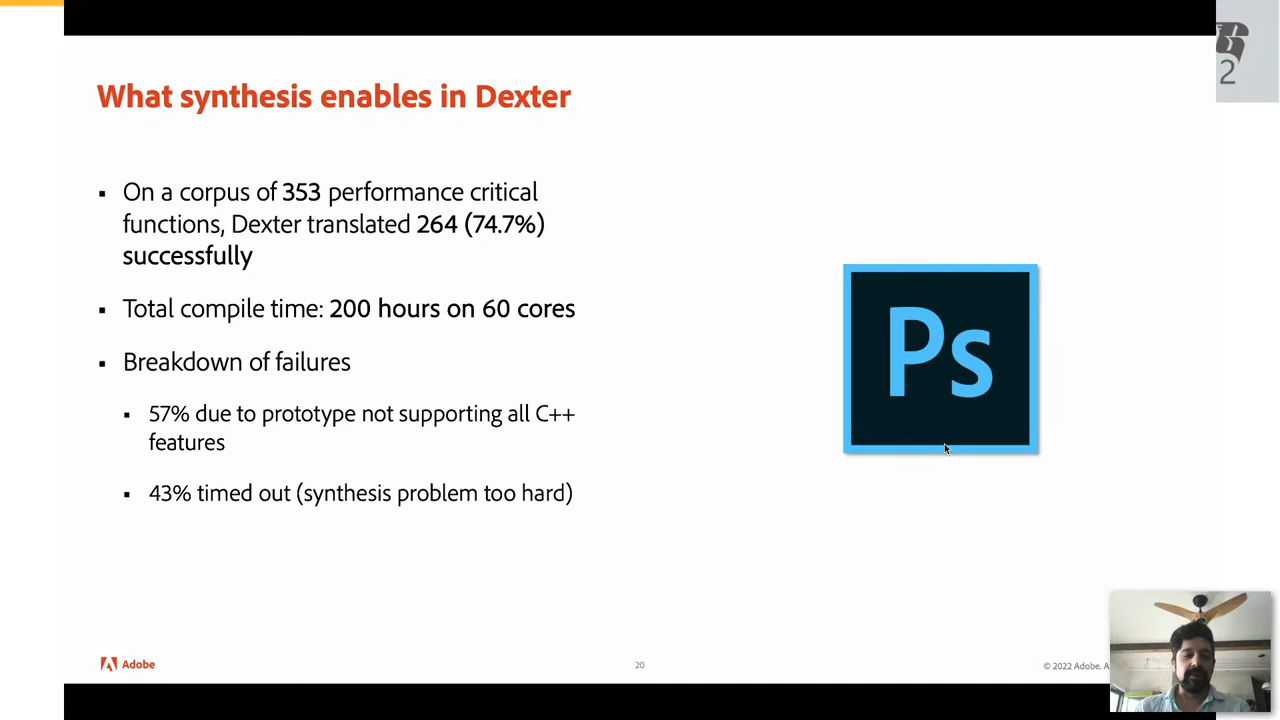 What synthesis enables in Dexter
▪ On a corpus of 353 performance critical
functions, Dexter translated 264 (74.7%)
successfully
▪ Total compile time: 200 hours on 60 cores
▪ Breakdown of failures
▪ 57% due to prototype not supporting all C++
features
▪ 43% timed out (synthesis problem too hard)
Ps
2
Adobe
20
© 2022 Adobe. A